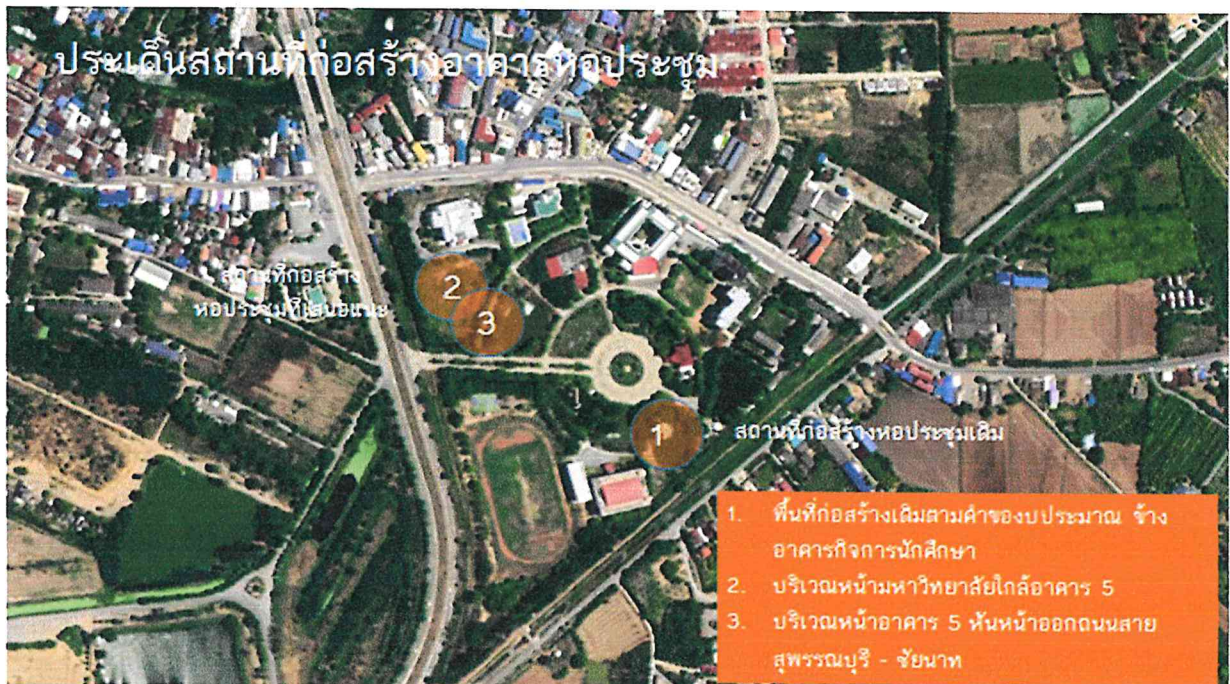 ประเด็นสถานที่ก่อสร้างอาคารหอประชุม
สถานที่ก่อสร้าง
หอประชุมที่เสนอแนะ
2
3
1
สถานที่ก่อสร้างหอประชุมเดิม
1. พื้นที่ก่อสร้างเดิมตามคำของบประมาณ ข้าง
อาคารกิจการนักศึกษา
2. บริเวณหน้ามหาวิทยาลัยใกล้อาคาร 5
3. บริเวณหน้าอาคาร 5 หันหน้าออกถนนสาย
สุพรรณบุรี - ชัยนาท